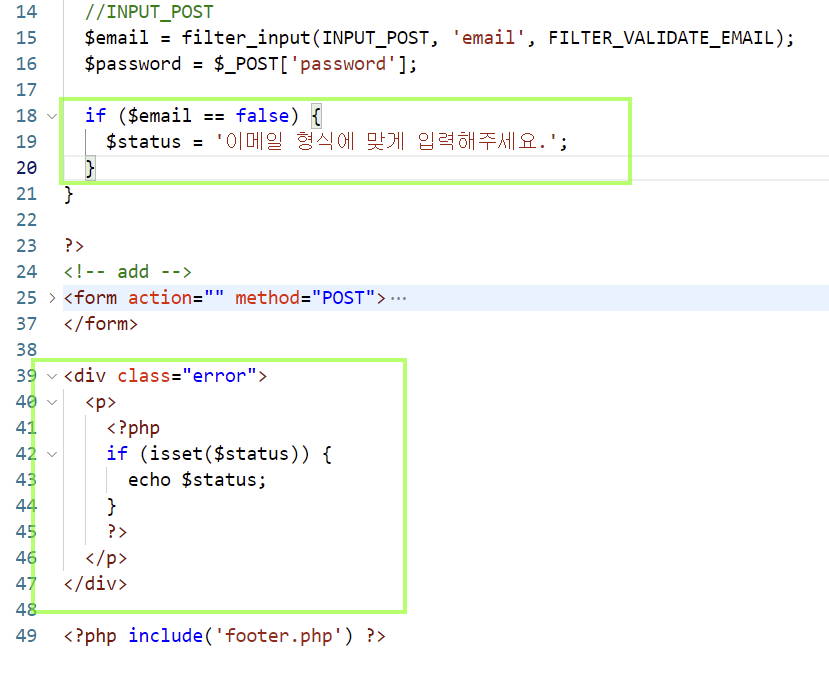 14 //INPUT_POST
15 $email = filter_input(INPUT_POST, 'email', FILTER_VALIDATE_EMAIL);
16 $password = $_POST['password'];
17
18 if ($email == false) {
19 $status = '이메일 형식에 맞게 입력해주세요.';
20 }
21 }
22
23 ?>
24 <!-- add -->
25 <form action="" method="POST">···
37 </form>
38
39 <div class="error">
40 <p>
41 <?php
42 if (isset($status)) {
43 echo $status;
44 }
45 ?>
46 </p>
47 </div>
48
49 <?php include('footer.php') ?>